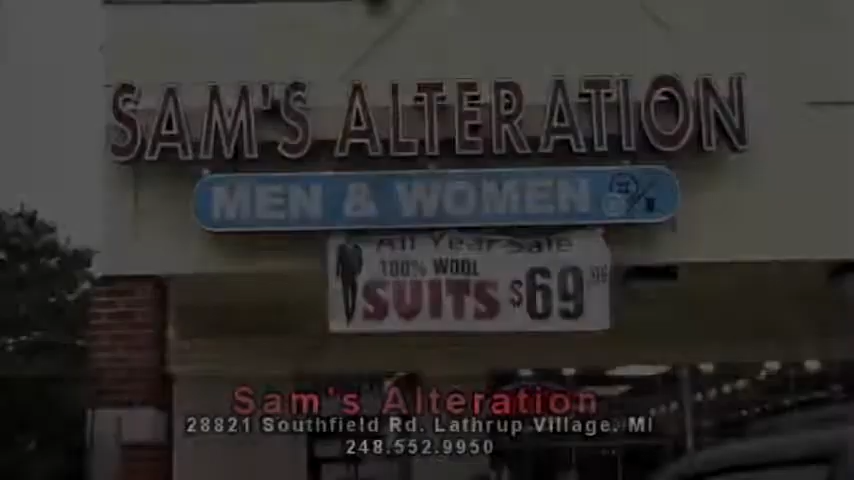 SAM'S ALTERATION
MEN & WOMEN
All Year Sale
100% WOOL
SUITS $69.98
Sam's Alteration
28821 Southfield Rd. Lathrup Village. MI
248.552.9950